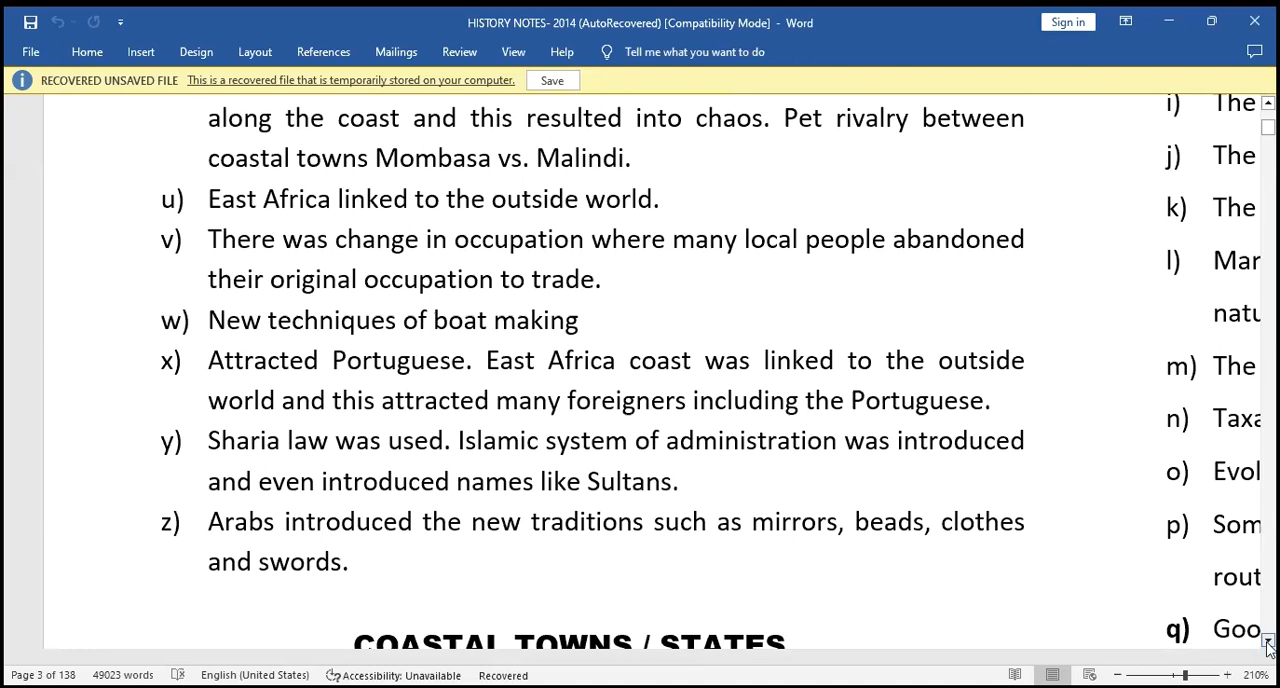 HISTORY NOTES- 2014 (AutoRecovered) [Compatibility Mode] - Word
Sign in
File Home Insert Design Layout References Mailings Review View Help Tell me what you want to do
RECOVERED UNSAVED FILE This is a recovered file that is temporarily stored on your computer. Save
along the coast and this resulted into chaos. Pet rivalry between
coastal towns Mombasa vs. Malindi.
u) East Africa linked to the outside world.
v) There was change in occupation where many local people abandoned
their original occupation to trade.
w) New techniques of boat making
x) Attracted Portuguese. East Africa coast was linked to the outside
world and this attracted many foreigners including the Portuguese.
y) Sharia law was used. Islamic system of administration was introduced
and even introduced names like Sultans.
z) Arabs introduced the new traditions such as mirrors, beads, clothes
and swords.
COASTAL TOWNS / STATES
i) The
j) The
k) The
l) Mar
natu
m) The
n) Taxa
o) Evol
p) Som
rout
q) Goo
Page 3 of 138 49023 words English (United States) Accessibility: Unavailable Recovered 210%